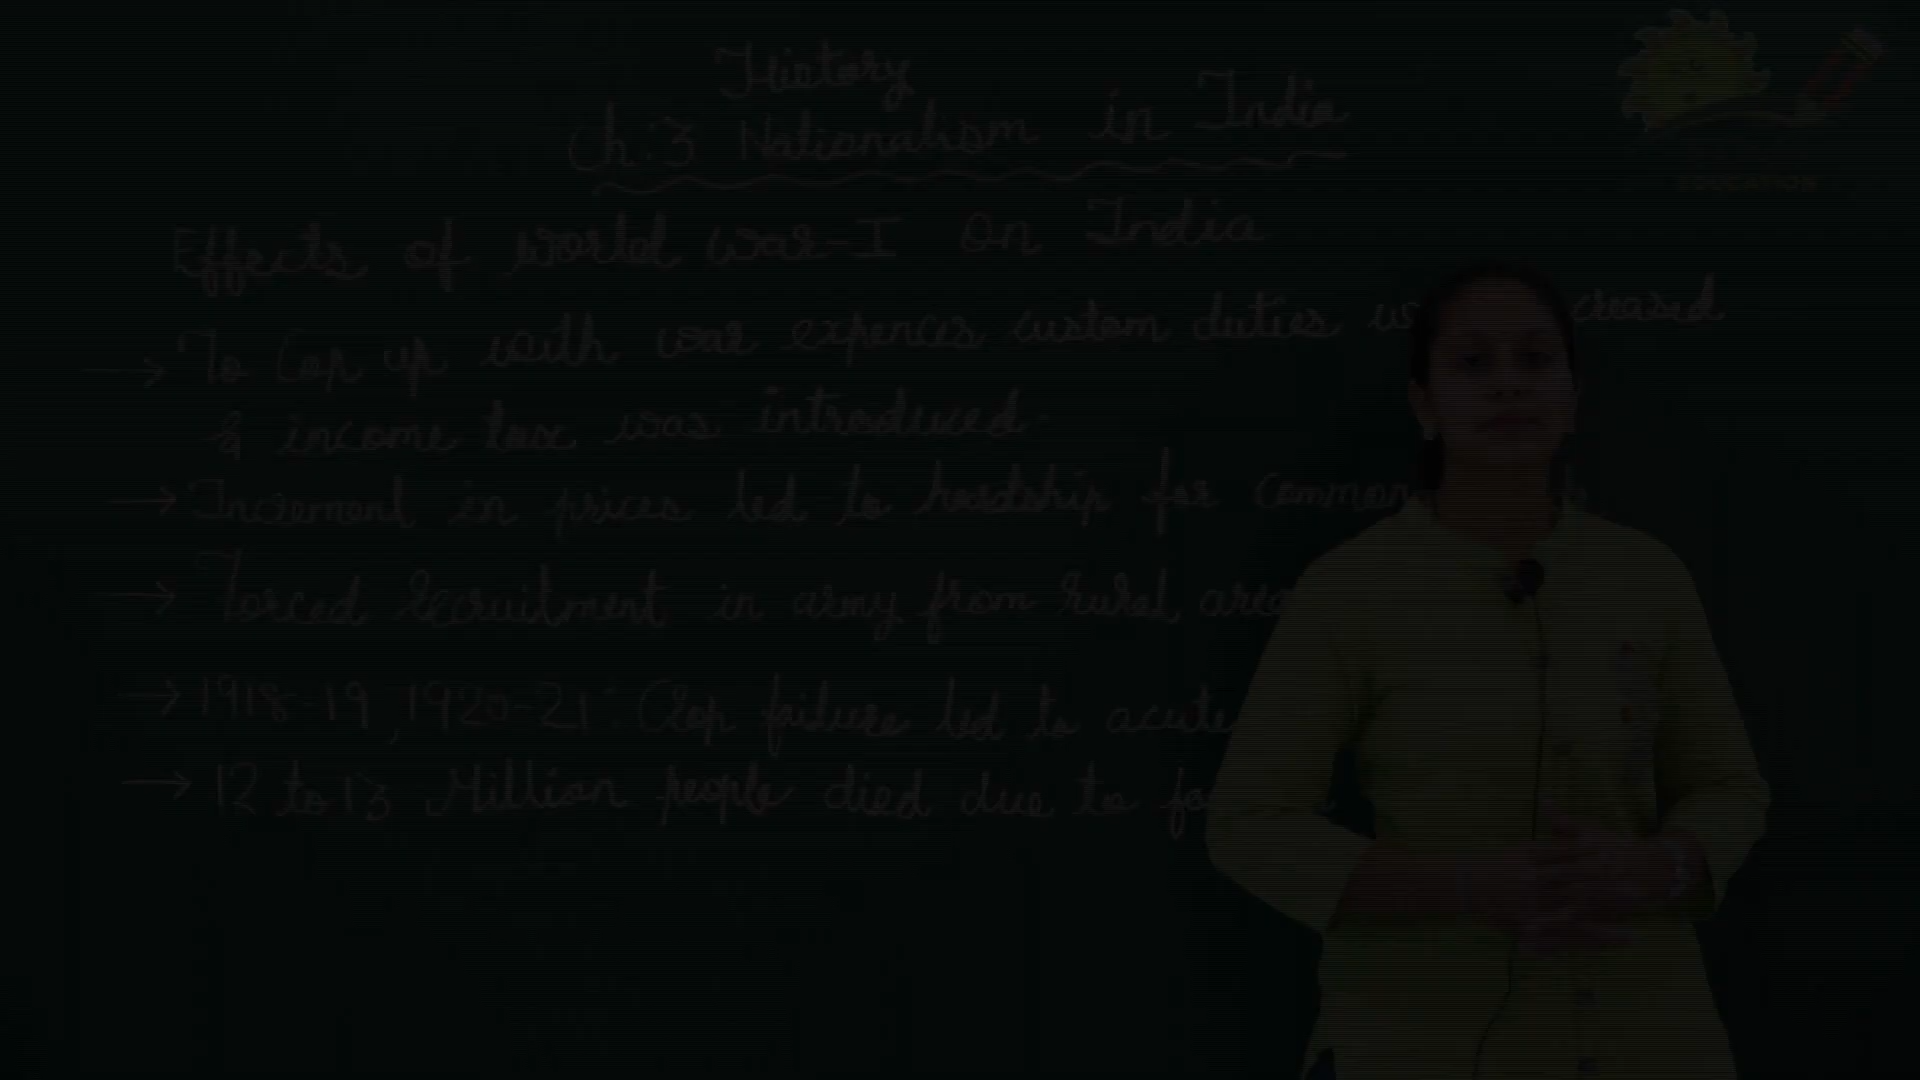 History
Ch:3 Nationalism in India
Effects of world war-I On India
→ To Cop up with war expences custom duties creased
& income tax was introduced
→ Increment in prices led to hardship for common
→ Forced recruitment in army from rural area
→ 1918-19, 1920-21: Crop failure led to acute
→ 12 to 13 Million people died due to
EDUCATION